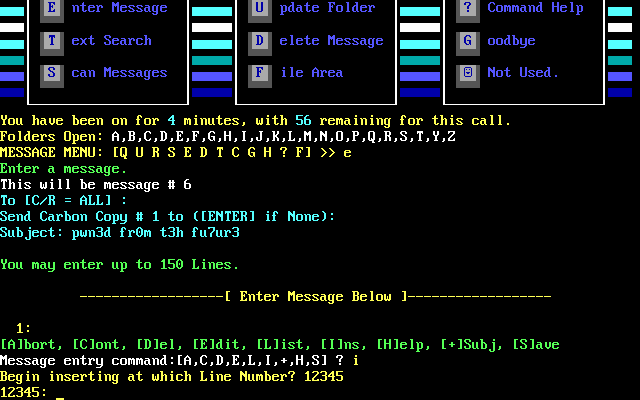 E nter Message U pdate Folder ? Command Help
T ext Search D elete Message G oodbye
S can Messages F ile Area Not Used.
You have been on for 4 minutes, with 56 remaining for this call.
Folders Open: A,B,C,D,E,F,G,H,I,J,K,L,M,N,O,P,Q,R,S,T,Y,Z
MESSAGE MENU: [Q U R S E D T C G H ? F] >> e
Enter a message.
This will be message # 6
To [C/R = ALL] :
Send Carbon Copy # 1 to ([ENTER] if None):
Subject: pwn3d fr0m t3h fu7ur3
You may enter up to 150 Lines.
------------------[ Enter Message Below ]------------------
1:
[A]bort, [C]ont, [D]el, [E]dit, [L]ist, [I]ns, [H]elp, [+]Subj, [S]ave
Message entry command:[A,C,D,E,L,I,+,H,S] ? i
Begin inserting at which Line Number? 12345
12345: _